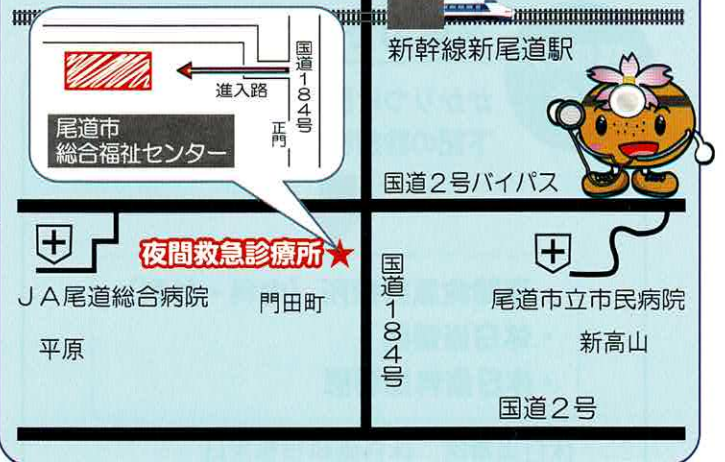 新幹線新尾道駅
国道184号
進入路
正門
尾道市
総合福祉センター
国道2号バイパス
夜間救急診療所
JA尾道総合病院
門田町
平原
国道184号
尾道市立市民病院
新高山
国道2号